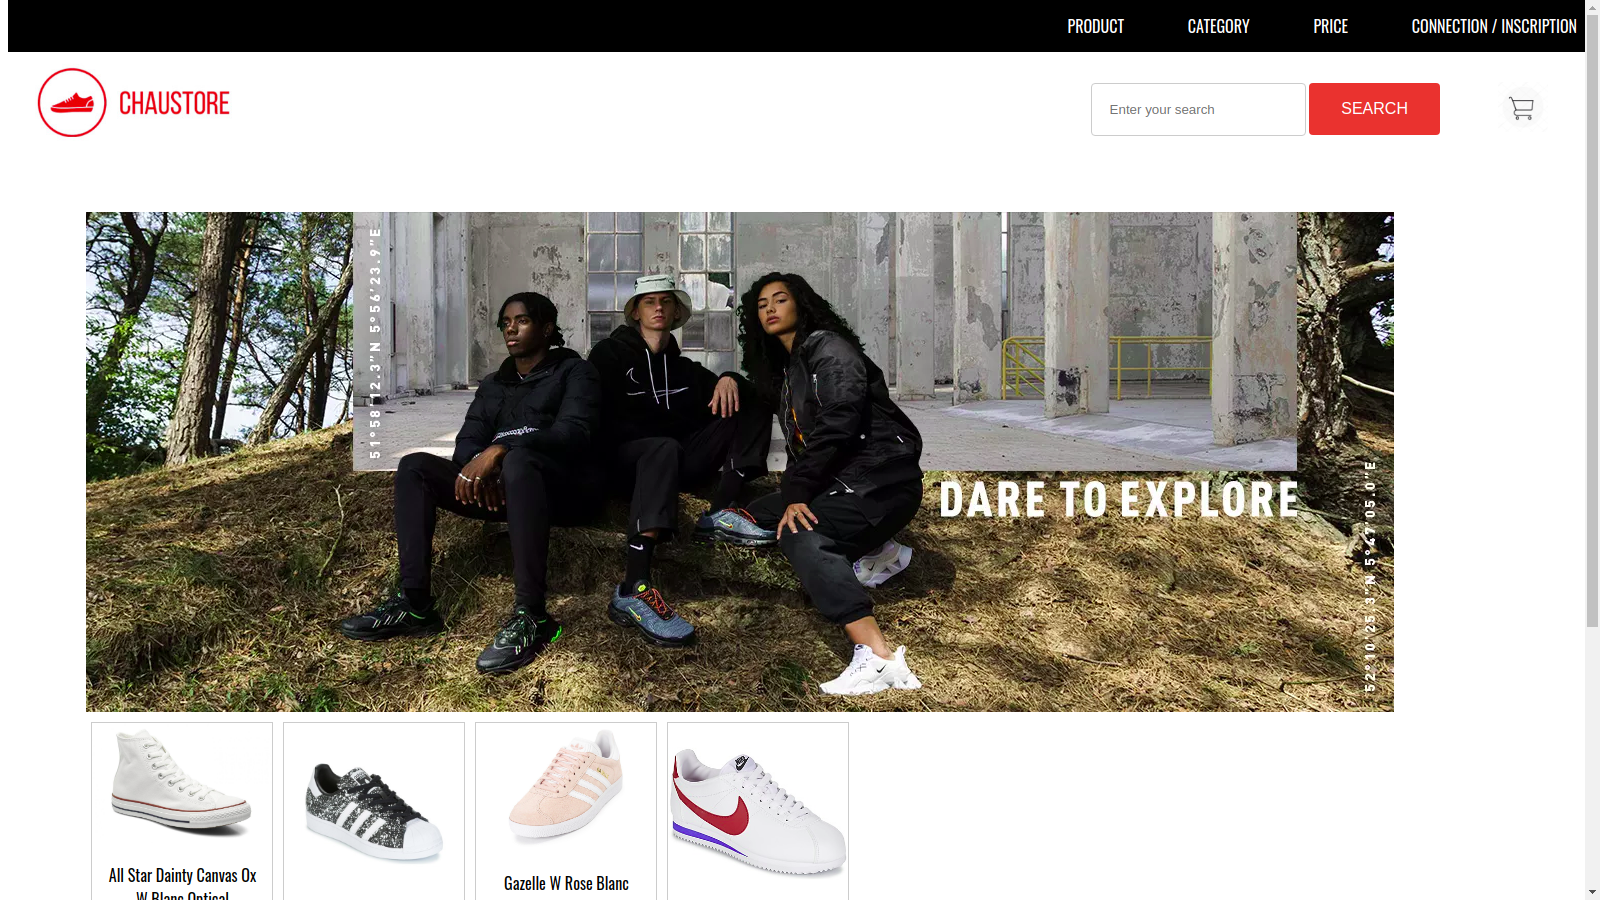 PRODUCT
CATEGORY
PRICE
CONNECTION / INSCRIPTION
CHAUSTORE
Enter your search
SEARCH
51°58'12.3"N 5°56'23.9"E
DARE TO EXPLORE
52°10'25.3"N 5°47'05.0"E
All Star Dainty Canvas Ox
W Blanc Optical
Gazelle W Rose Blanc